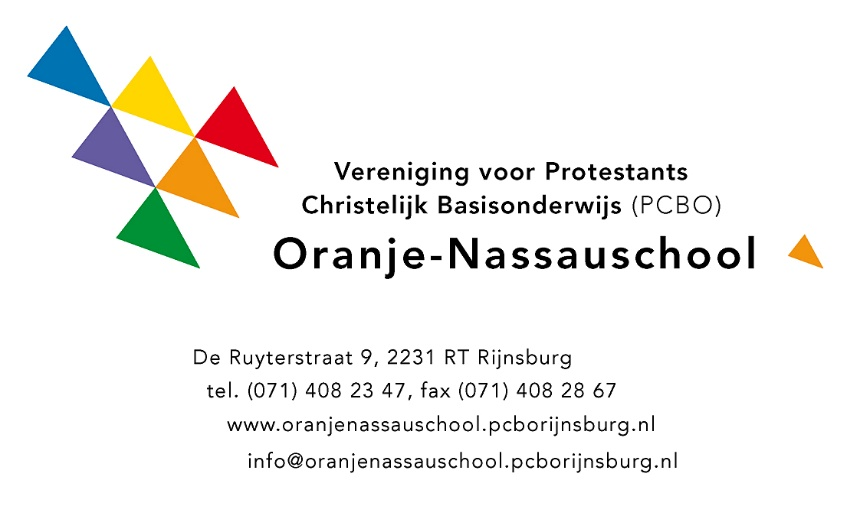 Vereniging voor Protestants
Christelijk Basisonderwijs (PCBO)
Oranje-Nassauschool
De Ruyterstraat 9, 2231 RT Rijnsburg
tel. (071) 408 23 47, fax (071) 408 28 67
www.oranjenassauschool.pcborijnsburg.nl
info@oranjenassauschool.pcborijnsburg.nl